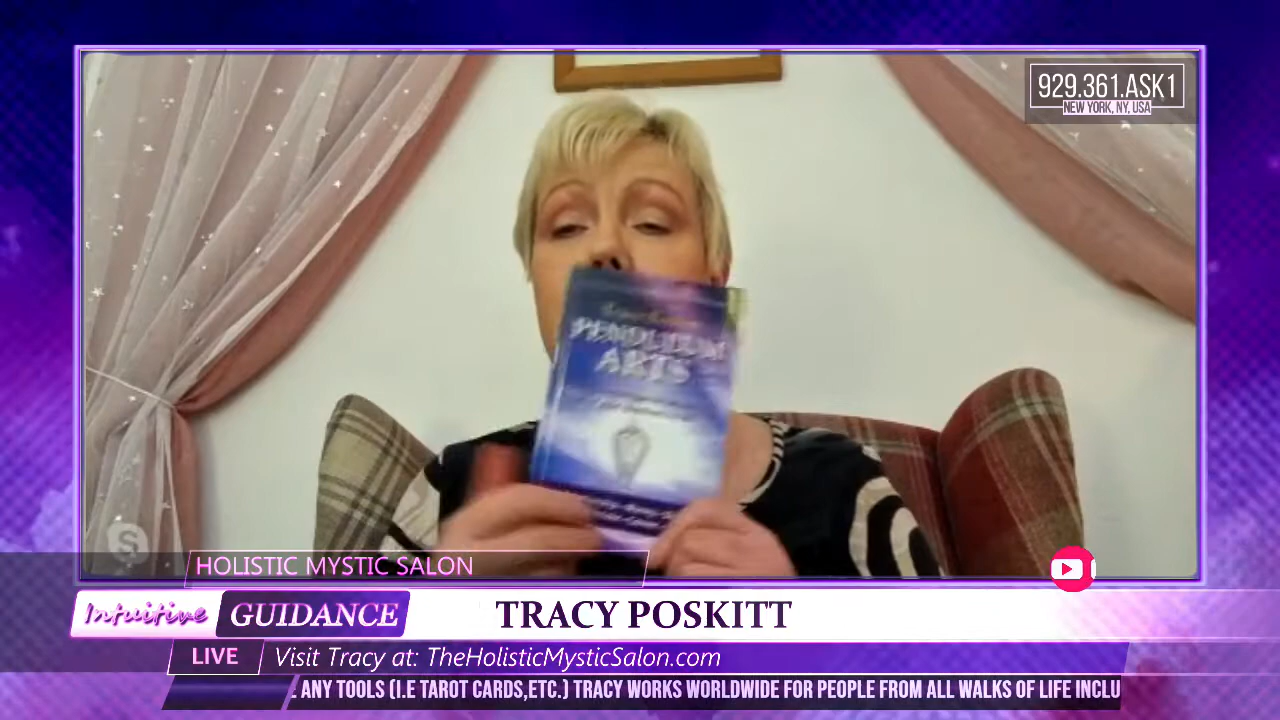 929.361.ASK1
NEW YORK, NY, USA
PENDULUM
ARTS
S
HOLISTIC MYSTIC SALON
Intuitive GUIDANCE
TRACY POSKITT
LIVE
Visit Tracy at: TheHolisticMysticSalon.com
. ANY TOOLS (I.E TAROT CARDS,ETC.) TRACY WORKS WORLDWIDE FOR PEOPLE FROM ALL WALKS OF LIFE INCLU